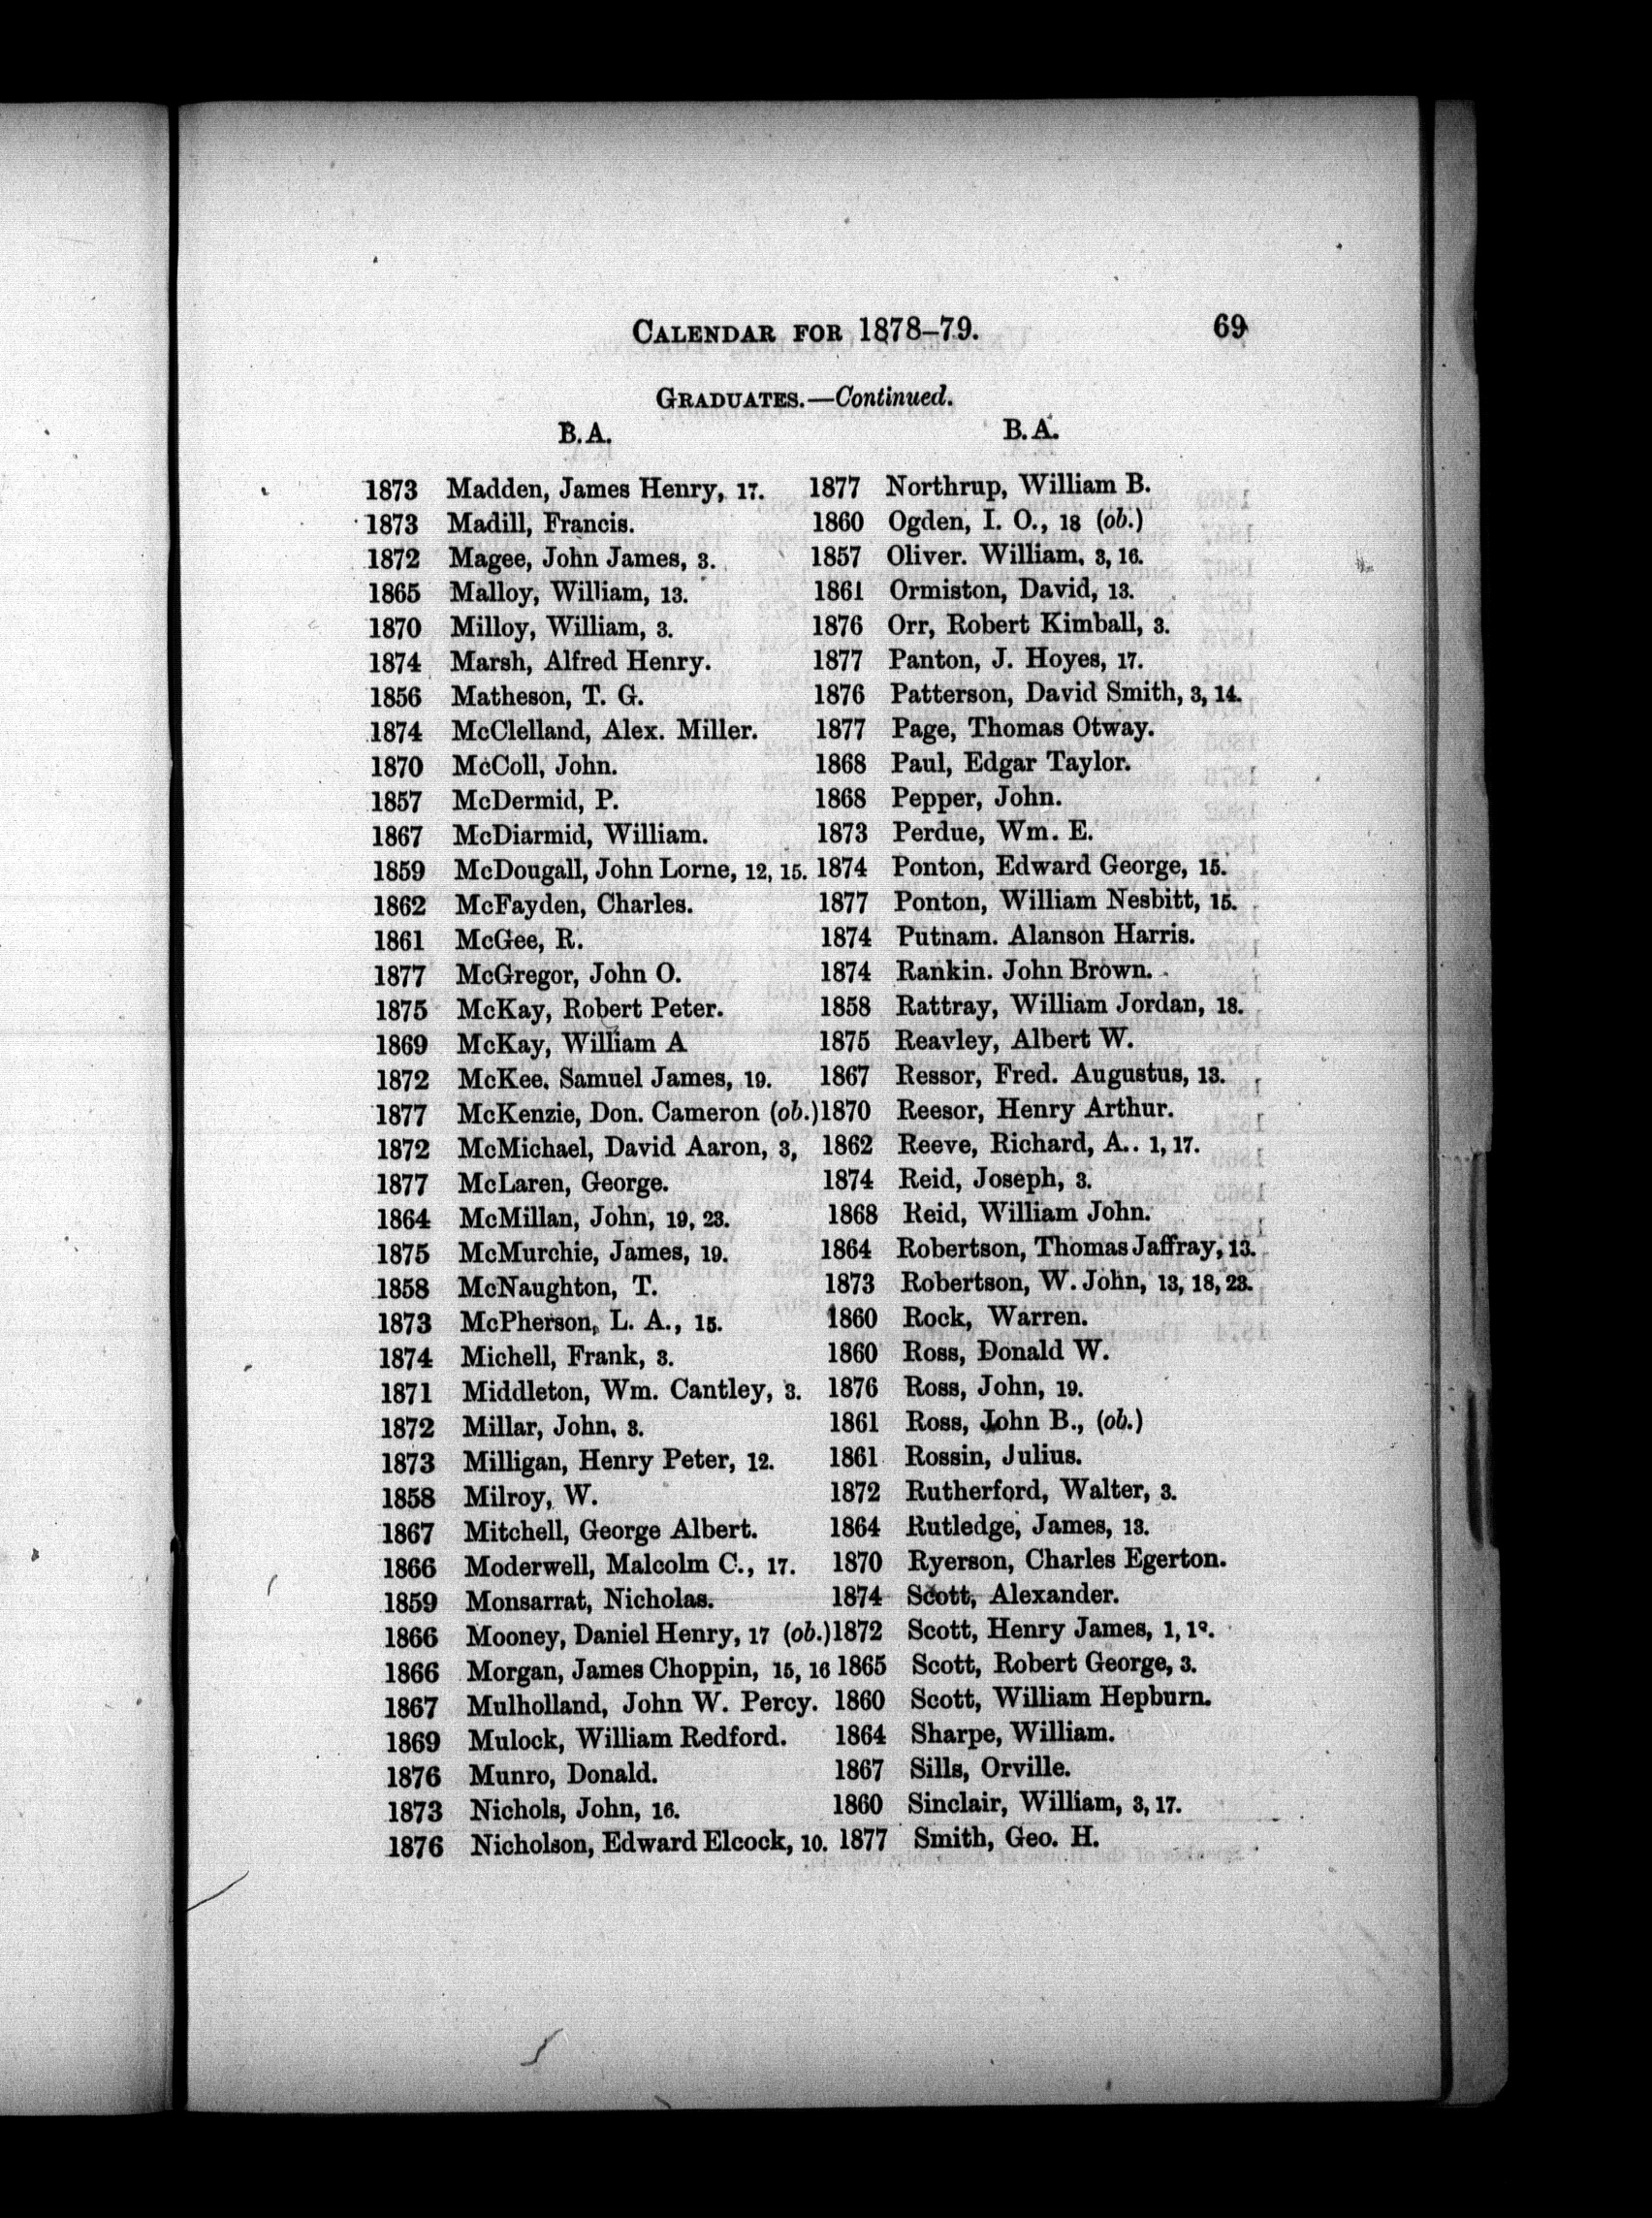 CALENDAR FOR 1878-79. 69
GRADUATES.—Continued.
B.A.
1873 Madden, James Henry, 17.
1873 Madill, Francis.
1872 Magee, John James, 3.
1865 Malloy, William, 13.
1870 Milloy, William, 3.
1874 Marsh, Alfred Henry.
1856 Matheson, T. G.
1874 McClelland, Alex. Miller.
1870 McColl, John.
1857 McDermid, P.
1867 McDiarmid, William.
1859 McDougall, John Lorne, 12, 15.
1862 McFayden, Charles.
1861 McGee, R.
1877 McGregor, John O.
1875 McKay, Robert Peter.
1869 McKay, William A
1872 McKee, Samuel James, 19.
1877 McKenzie, Don. Cameron (ob.)
1872 McMichael, David Aaron, 3,
1877 McLaren, George.
1864 McMillan, John, 19, 23.
1875 McMurchie, James, 19.
1858 McNaughton, T.
1873 McPherson, L. A., 15.
1874 Michell, Frank, 3.
1871 Middleton, Wm. Cantley, 3.
1872 Millar, John, 3.
1873 Milligan, Henry Peter, 12.
1858 Milroy, W.
1867 Mitchell, George Albert.
1866 Moderwell, Malcolm C., 17.
1859 Monsarrat, Nicholas.
1866 Mooney, Daniel Henry, 17 (ob.)
1866 Morgan, James Choppin, 15, 16
1867 Mulholland, John W. Percy.
1869 Mulock, William Redford.
1876 Munro, Donald.
1873 Nichols, John, 16.
1876 Nicholson, Edward Elcock, 10.
B.A.
1877 Northrup, William B.
1860 Ogden, I. O., 18 (ob.)
1857 Oliver. William, 3, 16.
1861 Ormiston, David, 13.
1876 Orr, Robert Kimball, 3.
1877 Panton, J. Hoyes, 17.
1876 Patterson, David Smith, 3, 14.
1877 Page, Thomas Otway.
1868 Paul, Edgar Taylor.
1868 Pepper, John.
1873 Perdue, Wm. E.
1874 Ponton, Edward George, 15.
1877 Ponton, William Nesbitt, 15.
1874 Putnam. Alanson Harris.
1874 Rankin. John Brown.
1858 Rattray, William Jordan, 18.
1875 Reavley, Albert W.
1867 Ressor, Fred. Augustus, 13.
1870 Reesor, Henry Arthur.
1862 Reeve, Richard, A.. 1, 17.
1874 Reid, Joseph, 3.
1868 Reid, William John.
1864 Robertson, Thomas Jaffray, 13.
1873 Robertson, W. John, 13, 18, 23.
1860 Rock, Warren.
1860 Ross, Donald W.
1876 Ross, John, 19.
1861 Ross, John B., (ob.)
1861 Rossin, Julius.
1872 Rutherford, Walter, 3.
1864 Rutledge, James, 13.
1870 Ryerson, Charles Egerton.
1874 Scott, Alexander.
1872 Scott, Henry James, 1,
1865 Scott, Robert George, 3.
1860 Scott, William Hepburn.
1864 Sharpe, William.
1867 Sills, Orville.
1860 Sinclair, William, 3, 17.
1877 Smith, Geo. H.